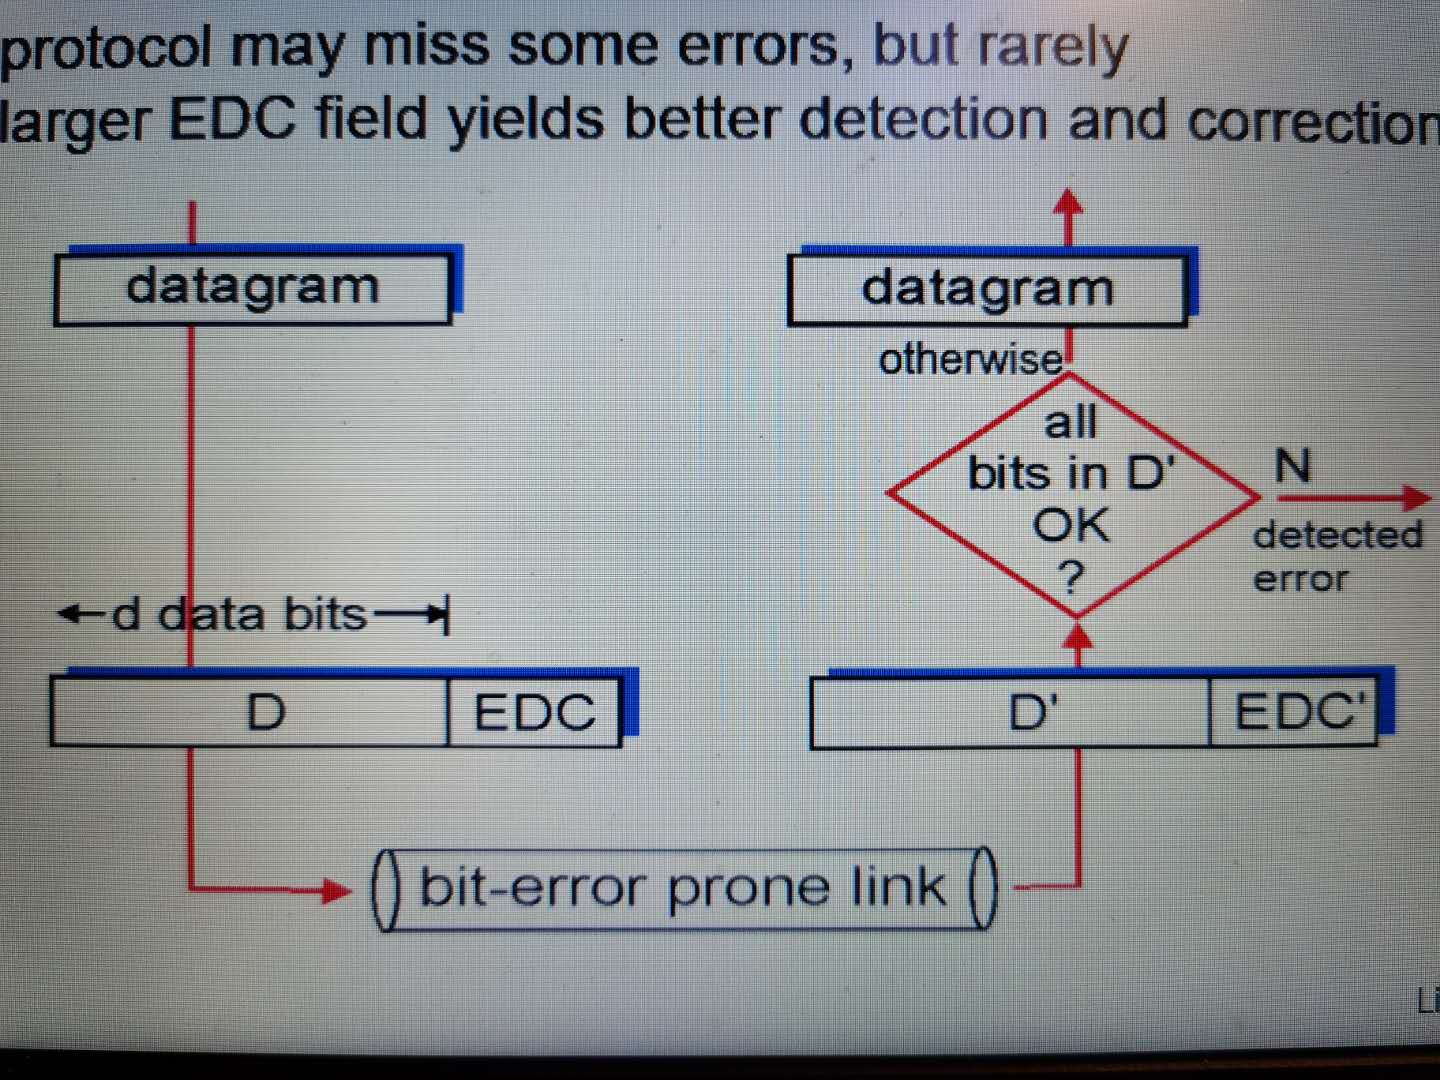 protocol may miss some errors, but rarely
larger EDC field yields better detection and correction
datagram
datagram
otherwise
all
bits in D'
OK
?
N
detected
error
d data bits
D
EDC
D'
EDC'
bit-error prone link